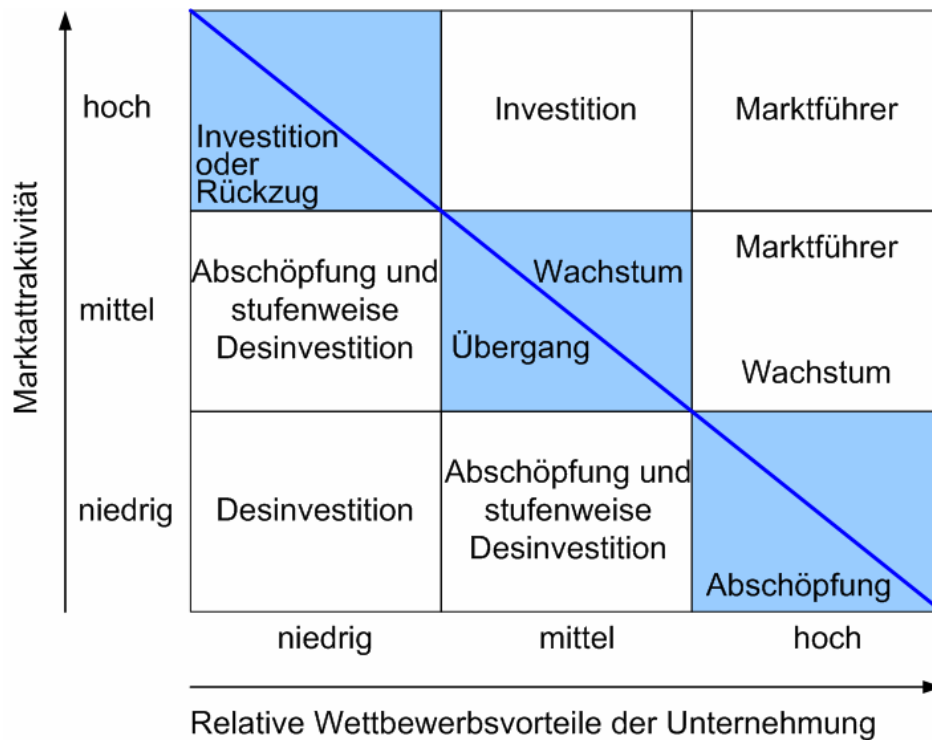 Marktattraktivität
hoch
Investition
oder
Rückzug
Investition
Marktführer
mittel
Abschöpfung und
stufenweise
Desinvestition
Wachstum
Übergang
Marktführer
Wachstum
niedrig
Desinvestition
Abschöpfung und
stufenweise
Desinvestition
Abschöpfung
niedrig
mittel
hoch
Relative Wettbewerbsvorteile der Unternehmung